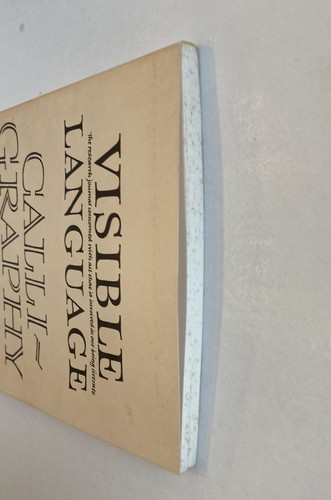 VISIBLE
LANGUAGE
The research journal concerned with all that is involved in our being literate
CALLI~
GRAPHY